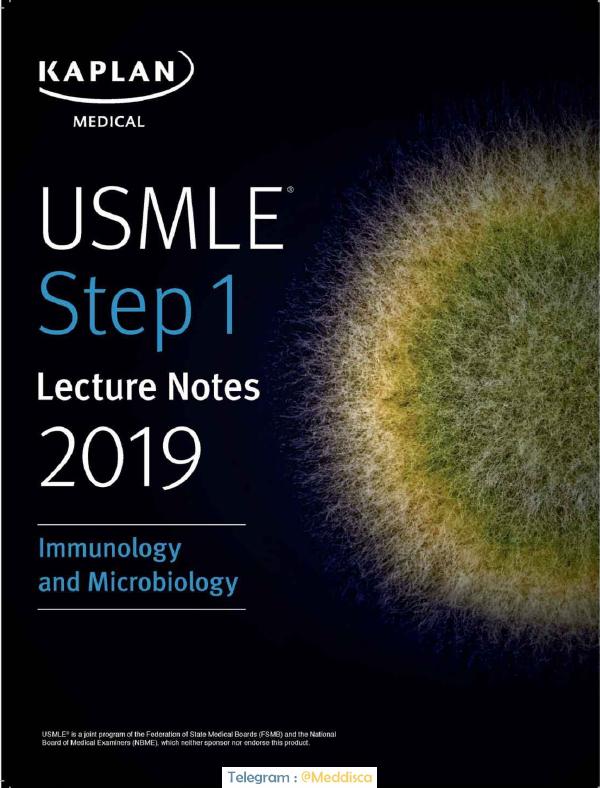 KAPLAN
MEDICAL
USMLE®
Step 1
Lecture Notes
2019
Immunology
and Microbiology
USMLE® is a joint program of the Federation of State Medical Boards (FSMB) and the National
Board of Medical Examiners (NBME), which neither sponsor nor endorse this product.
Telegram : @Meddisca